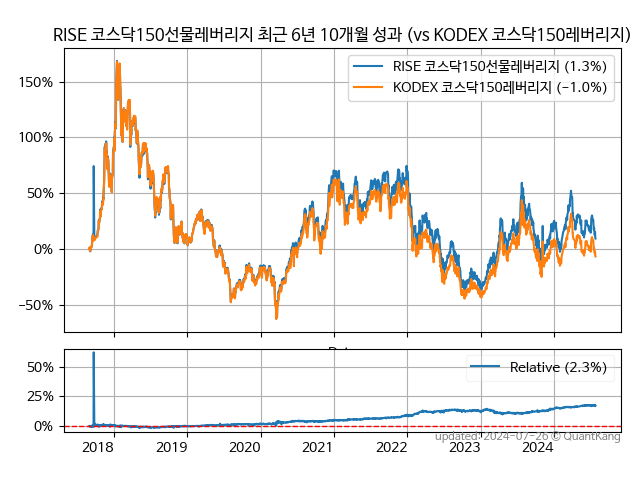 RISE 코스닥150선물레버리지 최근 6년 10개월 성과 (vs KODEX 코스닥150레버리지)
RISE 코스닥150선물레버리지 (1.3%)
KODEX 코스닥150레버리지 (−1.0%)
150%
100%
50%
0%
−50%
Relative (2.3%)
50%
25%
0%
2018 2019 2020 2021 2022 2023 2024
updated: 2024-07-26 © QuantKang